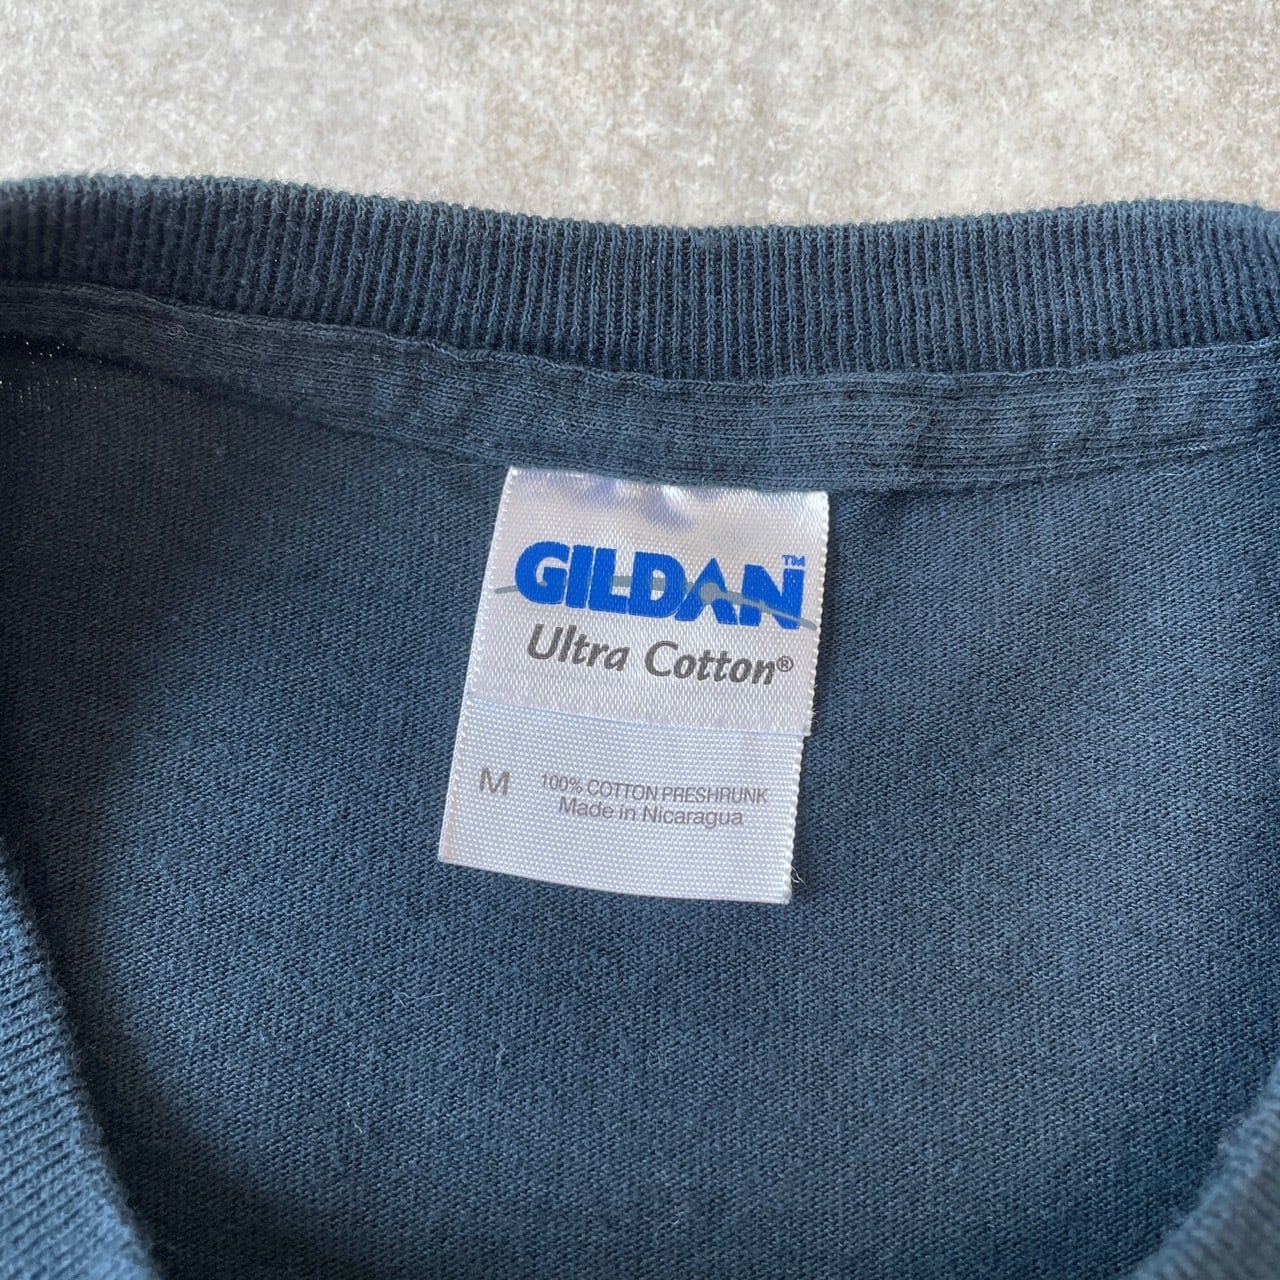 GILDAN™
Ultra Cotton®
M 100% COTTON PRESHRUNK
Made in Nicaragua